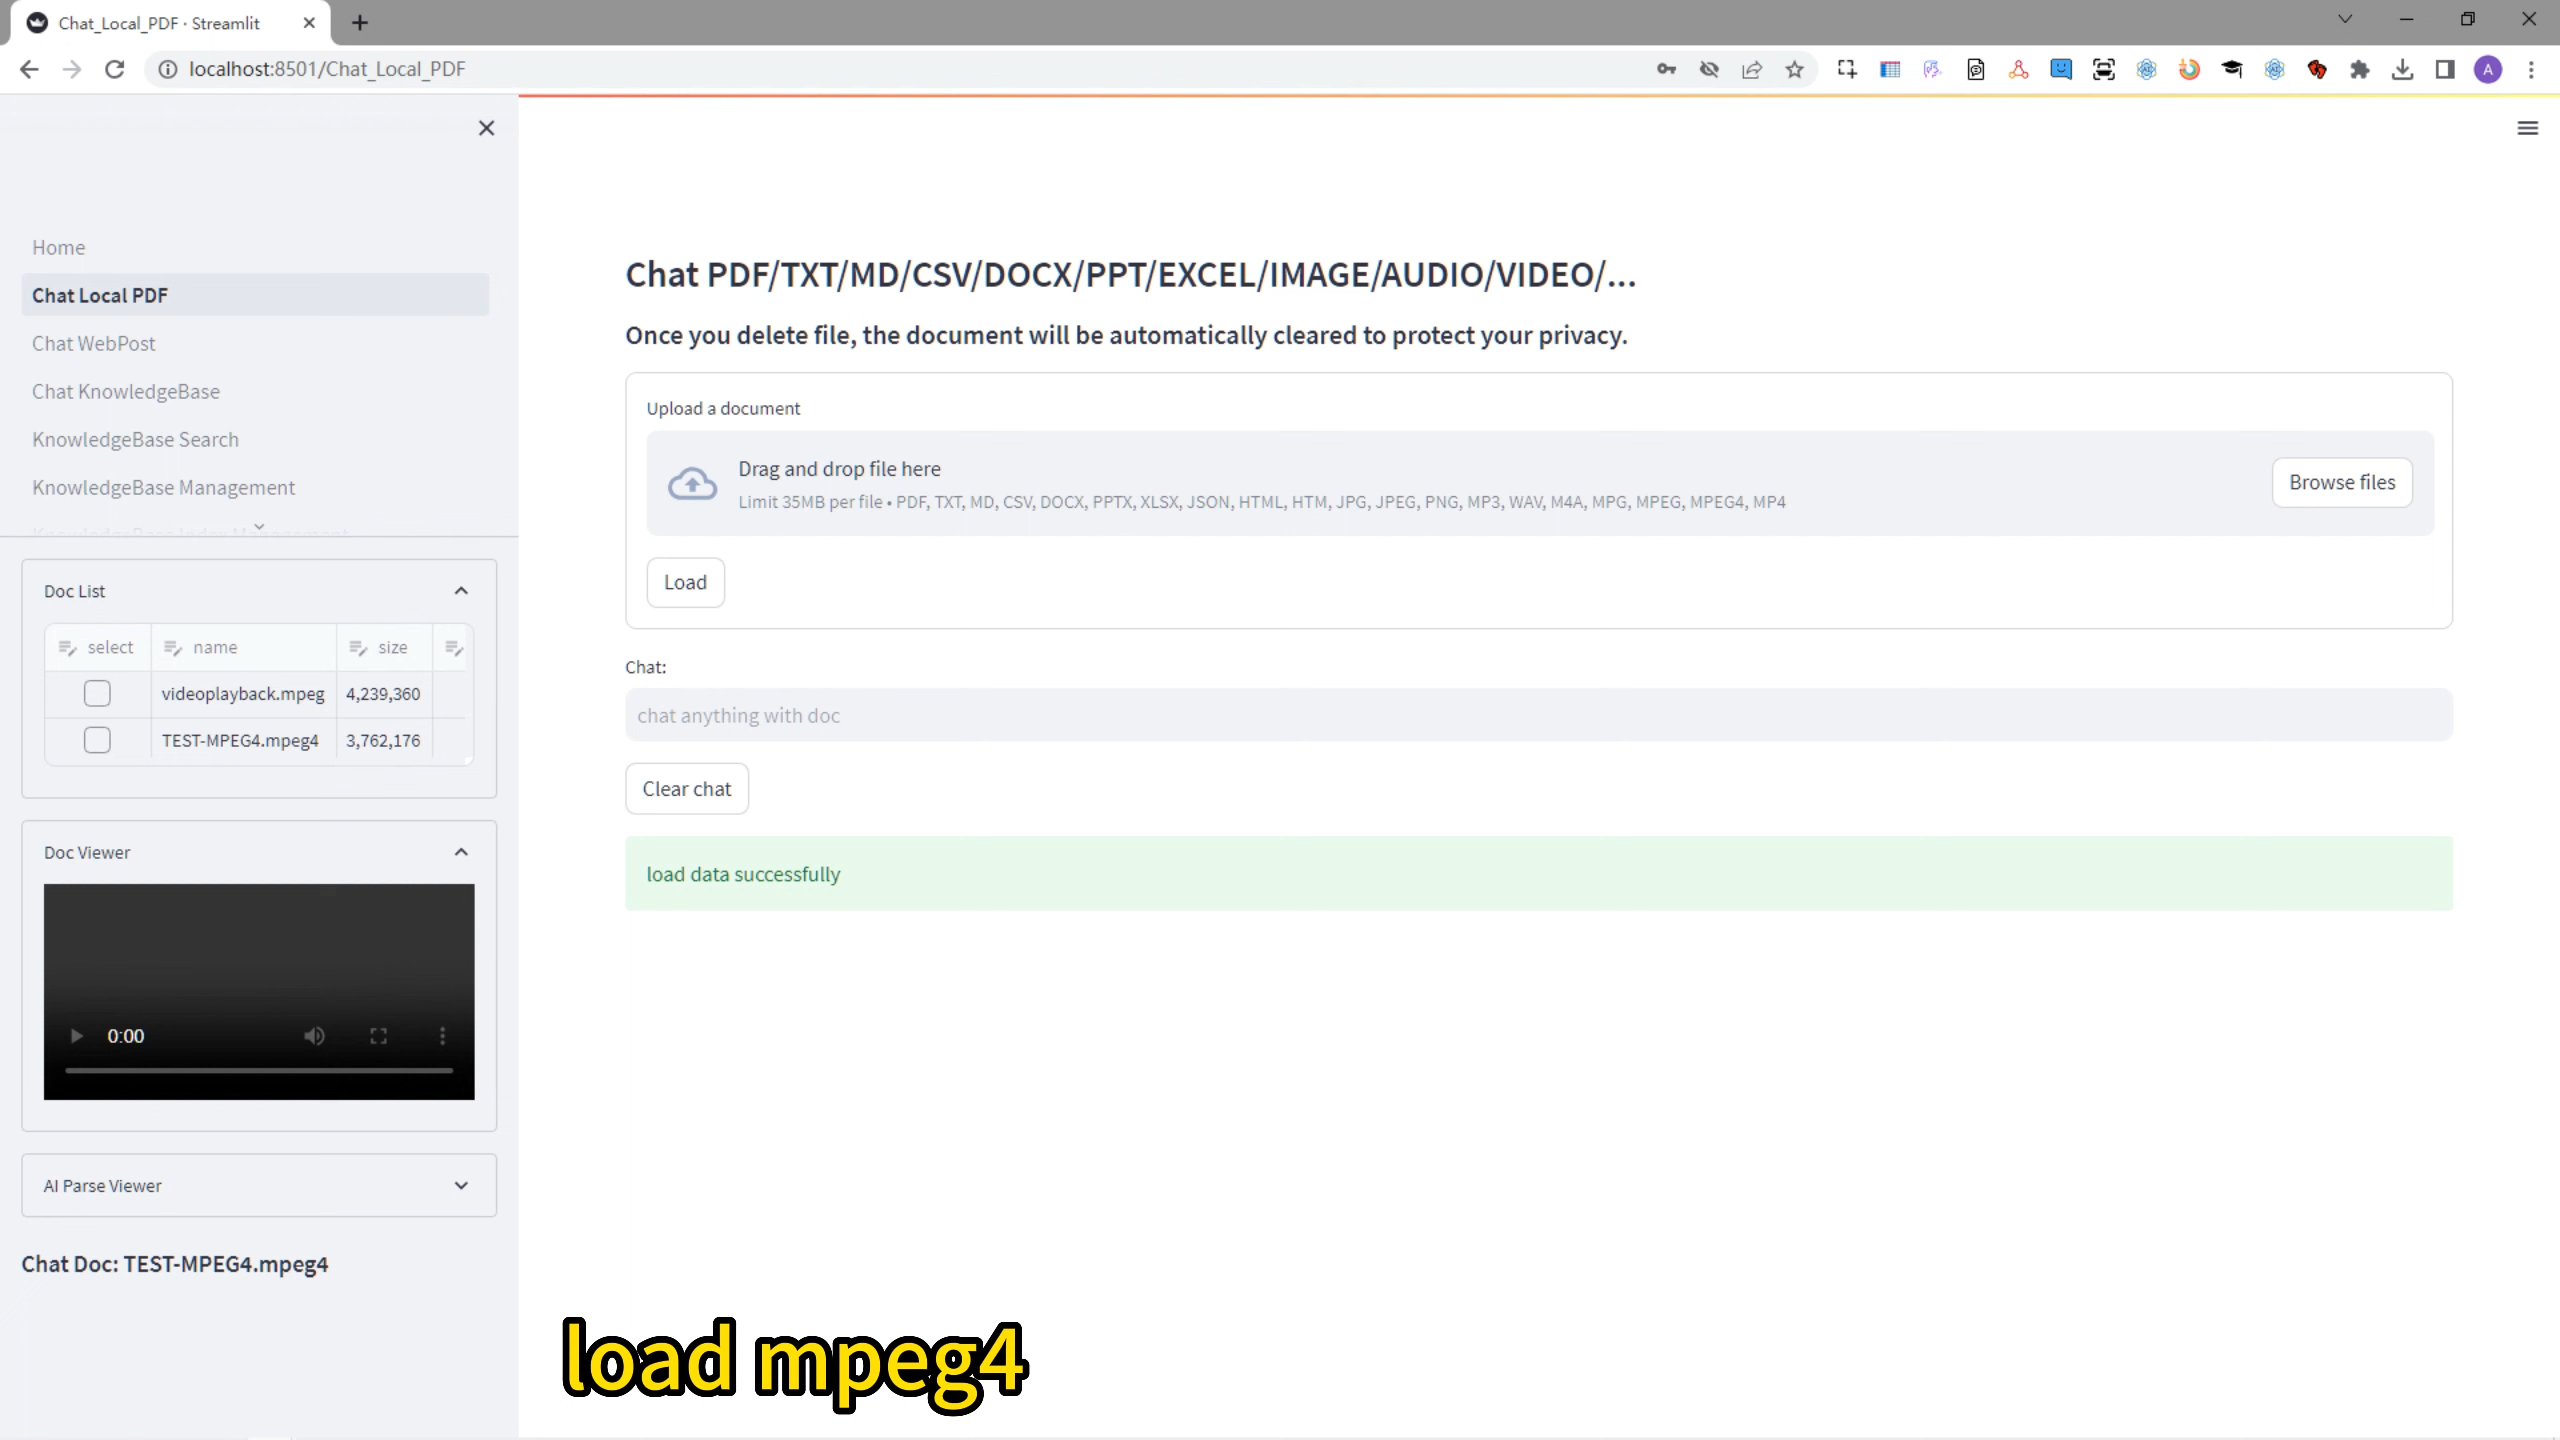 Chat_Local_PDF · Streamlit
localhost:8501/Chat_Local_PDF
A
Home
Chat Local PDF
Chat WebPost
Chat KnowledgeBase
KnowledgeBase Search
KnowledgeBase Management
KnowledgeBase Index Management
Doc List
select name size
videoplayback.mpeg 4,239,360
TEST-MPEG4.mpeg4 3,762,176
Doc Viewer
0:00
AI Parse Viewer
Chat Doc: TEST-MPEG4.mpeg4
Chat PDF/TXT/MD/CSV/DOCX/PPT/EXCEL/IMAGE/AUDIO/VIDEO/...
Once you delete file, the document will be automatically cleared to protect your privacy.
Upload a document
Drag and drop file here
Limit 35MB per file • PDF, TXT, MD, CSV, DOCX, PPTX, XLSX, JSON, HTML, HTM, JPG, JPEG, PNG, MP3, WAV, M4A, MPG, MPEG, MPEG4, MP4
Browse files
Load
Chat:
chat anything with doc
Clear chat
load data successfully
load mpeg4